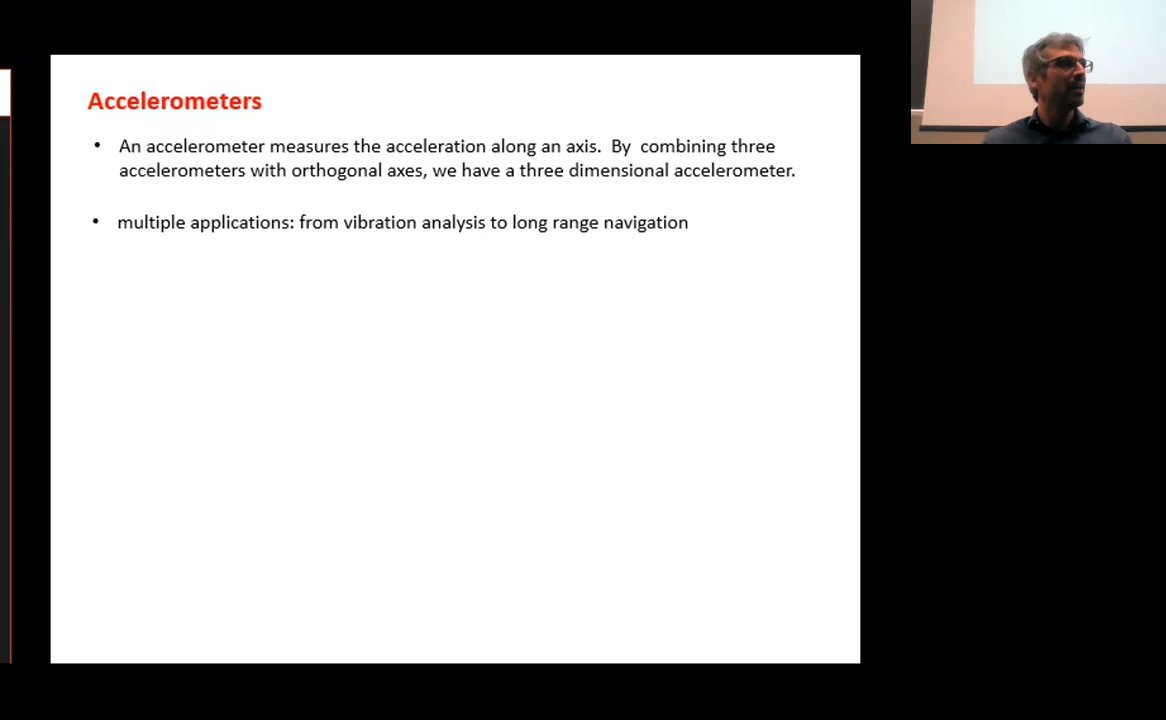 Accelerometers
• An accelerometer measures the acceleration along an axis.  By  combining three
accelerometers with orthogonal axes, we have a three dimensional accelerometer.
• multiple applications: from vibration analysis to long range navigation